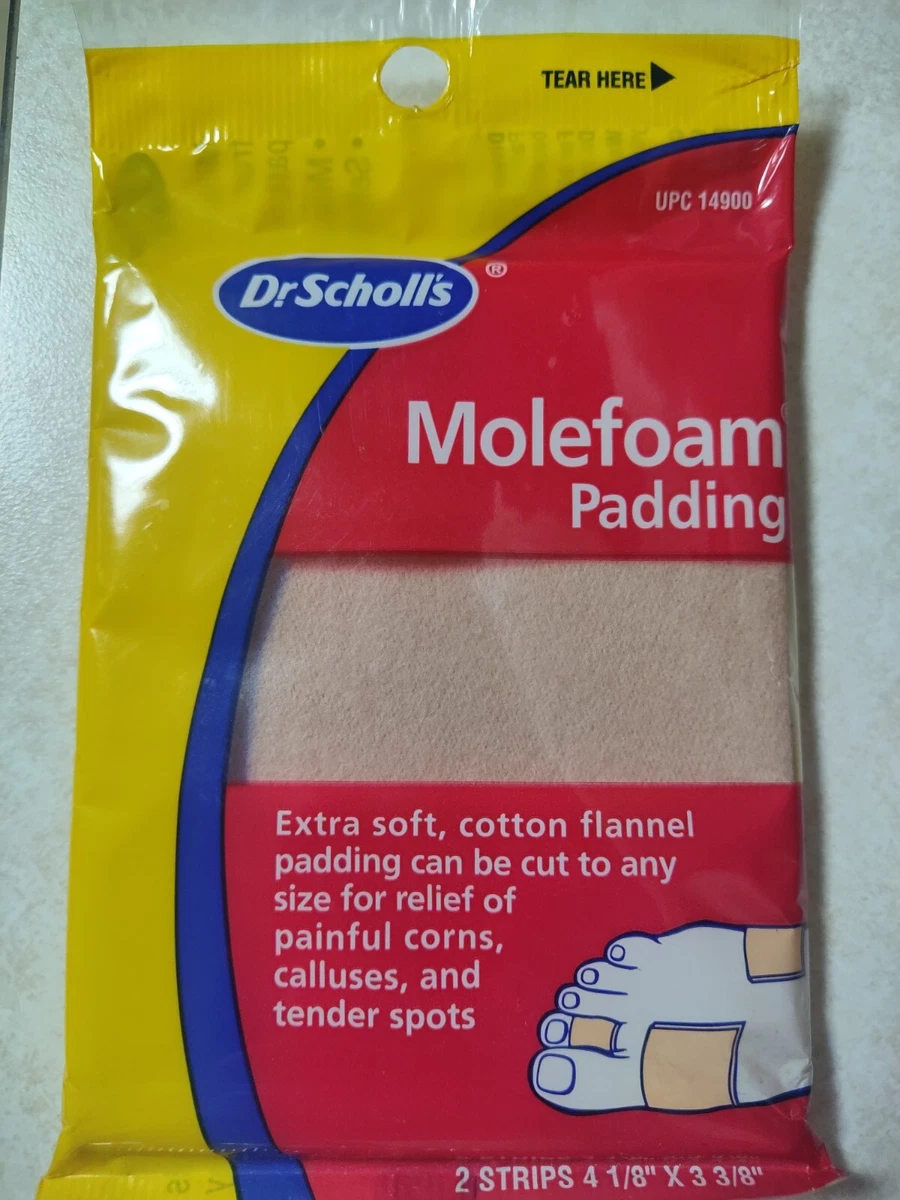 TEAR HERE
UPC 14900
Dr. Scholl's ®
Molefoam
Padding
Extra soft, cotton flannel
padding can be cut to any
size for relief of
painful corns,
calluses, and
tender spots
2 STRIPS 4 1/8" X 3 3/8"